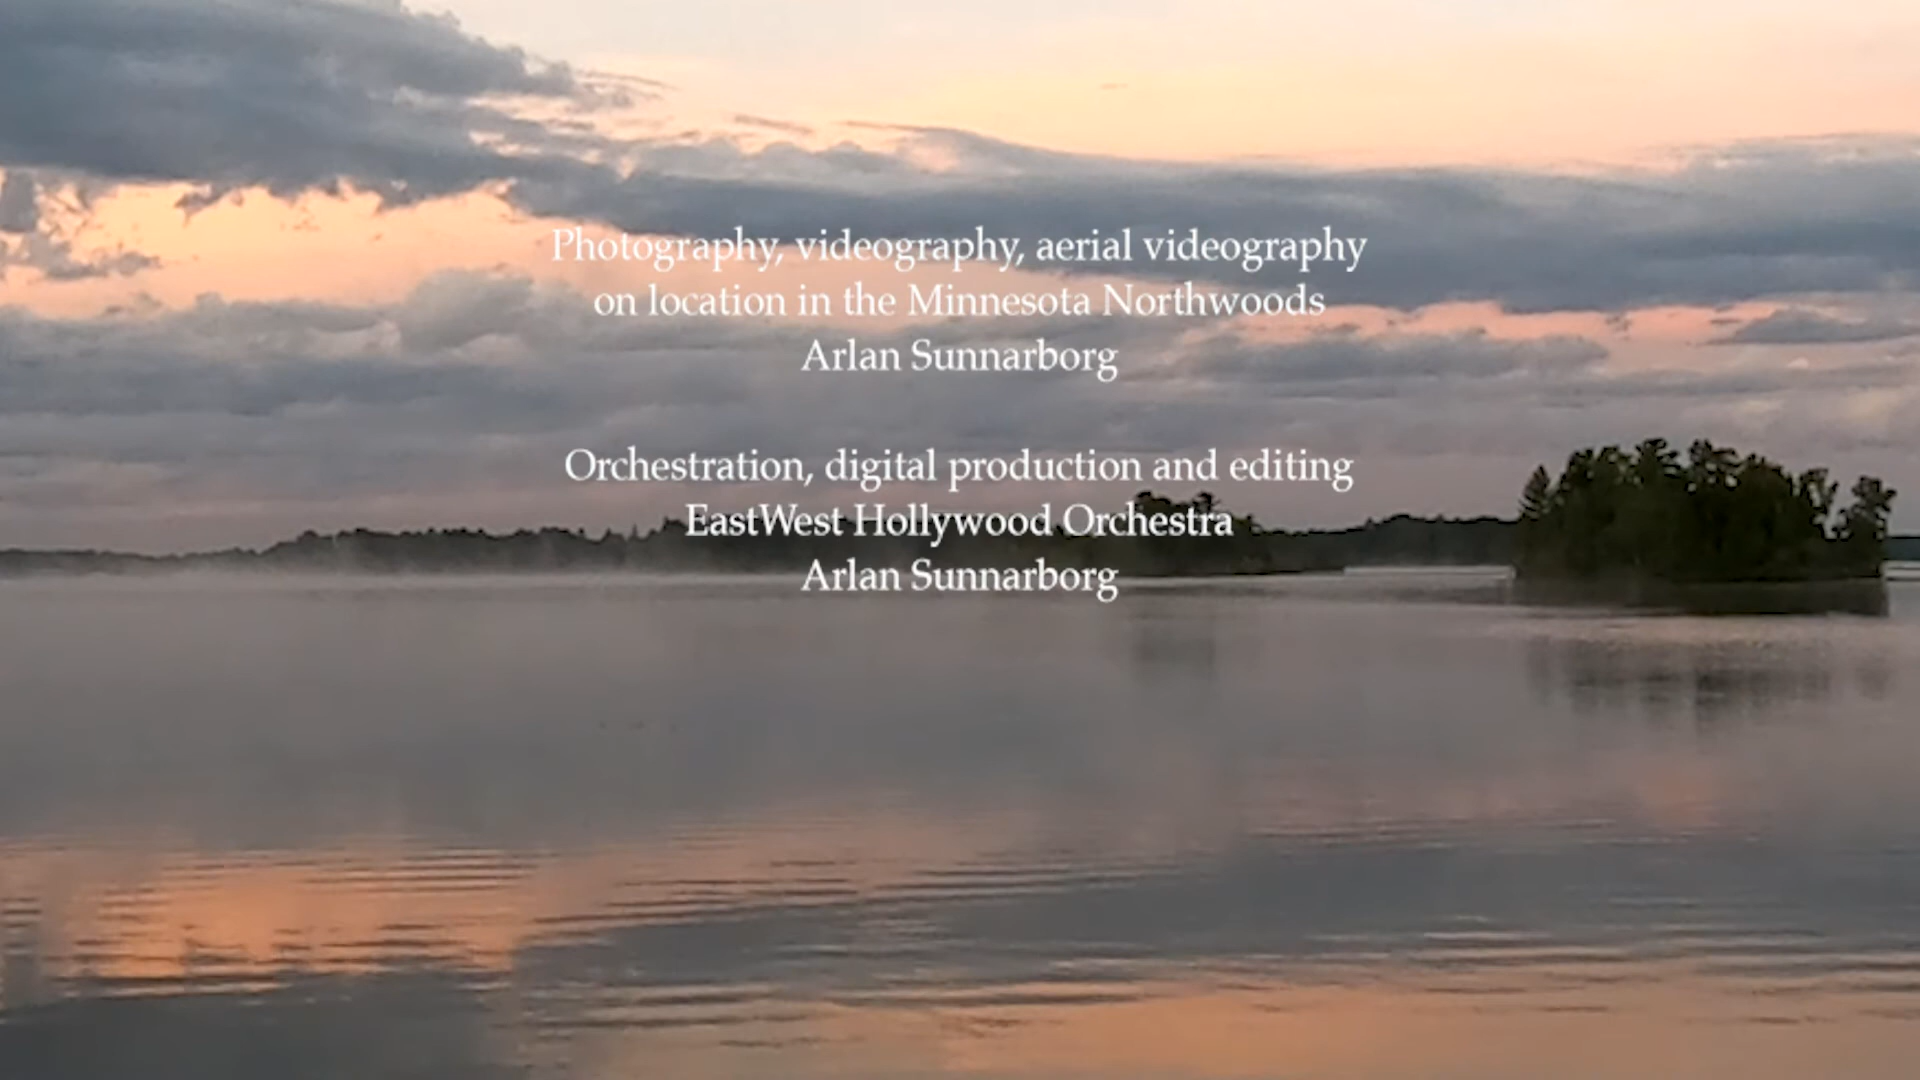 Photography, videography, aerial videography
on location in the Minnesota Northwoods
Arlan Sunnarborg
Orchestration, digital production and editing
EastWest Hollywood Orchestra
Arlan Sunnarborg